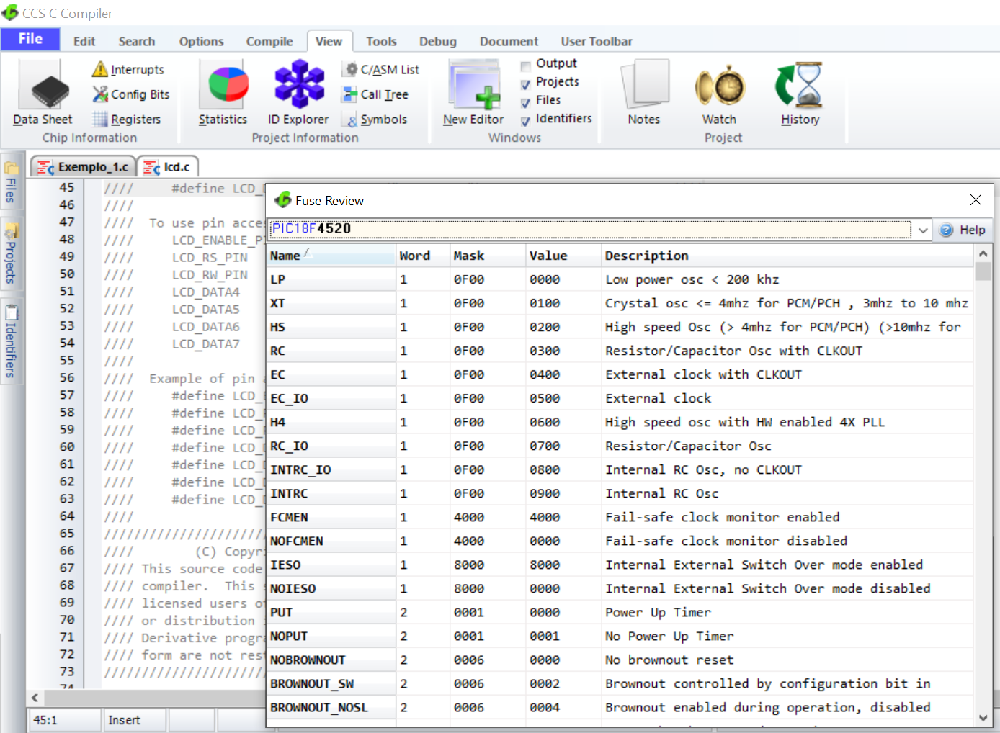 CCS C Compiler
File Edit Search Options Compile View Tools Debug Document User Toolbar
Data Sheet
Interrupts
Config Bits
Registers
Chip Information
Statistics
ID Explorer
C/ASM List
Call Tree
Symbols
Project Information
New Editor
Output
Projects
Files
Identifiers
Windows
Notes
Watch
History
Project
Files
Projects
Identifiers
Exemplo_1.c lcd.c
45 //// #define LCD_
46 ////
47 //// To use pin acces
48 //// LCD_ENABLE_P
49 //// LCD_RS_PIN
50 //// LCD_RW_PIN
51 //// LCD_DATA4
52 //// LCD_DATA5
53 //// LCD_DATA6
54 //// LCD_DATA7
55 ////
56 //// Example of pin a
57 //// #define LCD_
58 //// #define LCD_
59 //// #define LCD_
60 //// #define LCD_
61 //// #define LCD_
62 //// #define LCD_
63 //// #define LCD_
64 ////
65 /////////////////////
66 //// (C) Copyri
67 //// This source code
68 //// compiler. This
69 //// licensed users o
70 //// or distribution
71 //// Derivative progra
72 //// form are not rest
73 /////////////////////
74
45:1 Insert
Fuse Review
PIC18F4520 Help
Name Word Mask Value Description
LP 1 0F00 0000 Low power osc < 200 khz
XT 1 0F00 0100 Crystal osc <= 4mhz for PCM/PCH , 3mhz to 10 mhz
HS 1 0F00 0200 High speed Osc (> 4mhz for PCM/PCH) (>10mhz for
RC 1 0F00 0300 Resistor/Capacitor Osc with CLKOUT
EC 1 0F00 0400 External clock with CLKOUT
EC_IO 1 0F00 0500 External clock
H4 1 0F00 0600 High speed osc with HW enabled 4X PLL
RC_IO 1 0F00 0700 Resistor/Capacitor Osc
INTRC_IO 1 0F00 0800 Internal RC Osc, no CLKOUT
INTRC 1 0F00 0900 Internal RC Osc
FCMEN 1 4000 4000 Fail-safe clock monitor enabled
NOFCMEN 1 4000 0000 Fail-safe clock monitor disabled
IESO 1 8000 8000 Internal External Switch Over mode enabled
NOIESO 1 8000 0000 Internal External Switch Over mode disabled
PUT 2 0001 0000 Power Up Timer
NOPUT 2 0001 0001 No Power Up Timer
NOBROWNOUT 2 0006 0000 No brownout reset
BROWNOUT_SW 2 0006 0002 Brownout controlled by configuration bit in
BROWNOUT_NOSL 2 0006 0004 Brownout enabled during operation, disabled